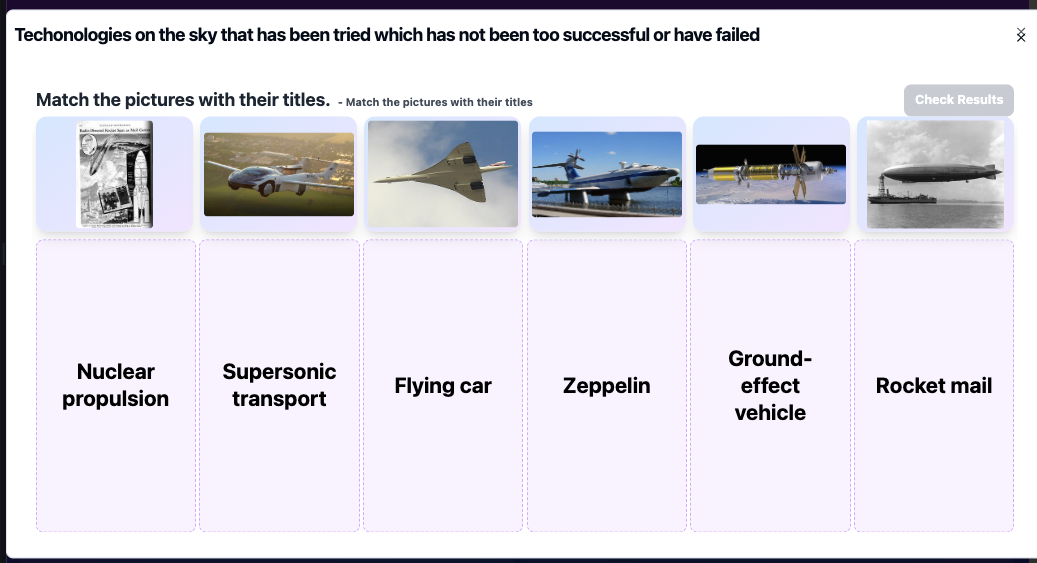 Techonologies on the sky that has been tried which has not been too successful or have failed
Match the pictures with their titles. - Match the pictures with their titles
Check Results
Nuclear
propulsion
Supersonic
transport
Flying car
Zeppelin
Ground-
effect
vehicle
Rocket mail